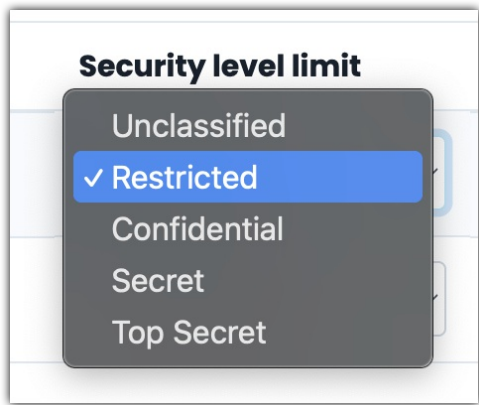 Security level limit
Unclassified
✓ Restricted
Confidential
Secret
Top Secret